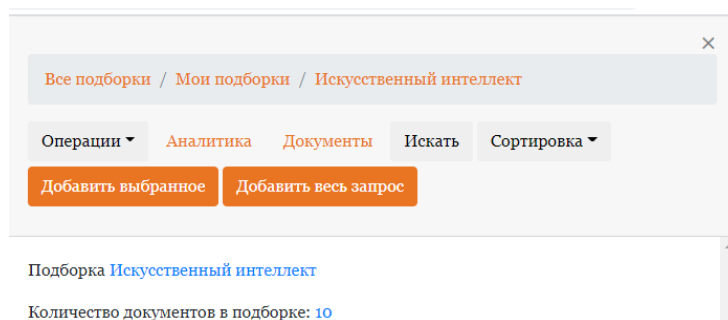 Все подборки / Мои подборки / Искусственный интеллект
Операции Аналитика Документы Искать Сортировка
Добавить выбранное Добавить весь запрос
Подборка Искусственный интеллект
Количество документов в подборке: 10